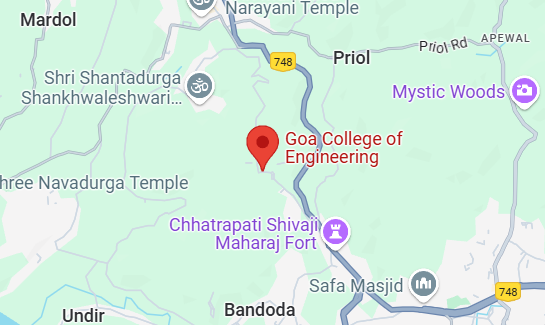 Narayani Temple
Mardol
APEWAL
Priol Rd
Priol
748
Shri Shantadurga
Shankhwaleshwari...
Mystic Woods
Goa College of
Engineering
hree Navadurga Temple
Chhatrapati Shivaji
Maharaj Fort
Safa Masjid
748
Bandoda
Undir